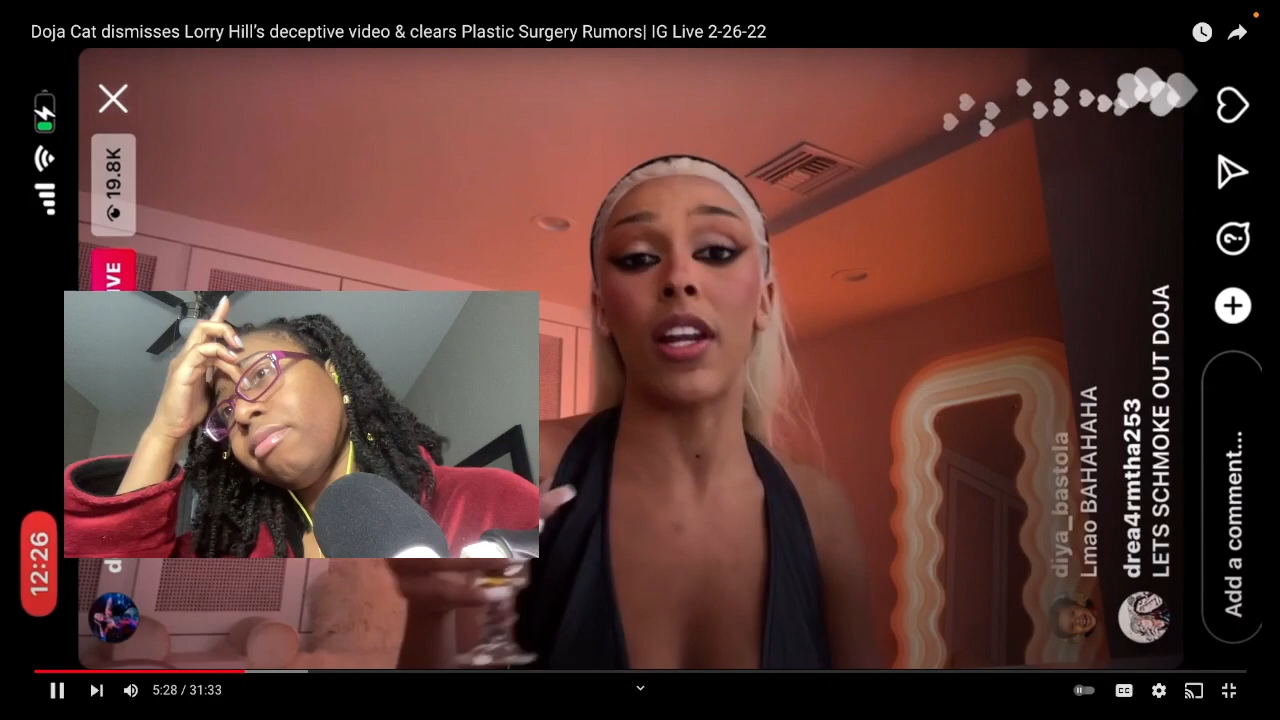 Doja Cat dismisses Lorry Hill's deceptive video & clears Plastic Surgery Rumors| IG Live 2-26-22
19.8K
12:26
diya_bastola
Lmao BAHAHAHA
drea4rmtha253
LETS SCHMOKE OUT DOJA
Add a comment...
5:28 / 31:33
CC